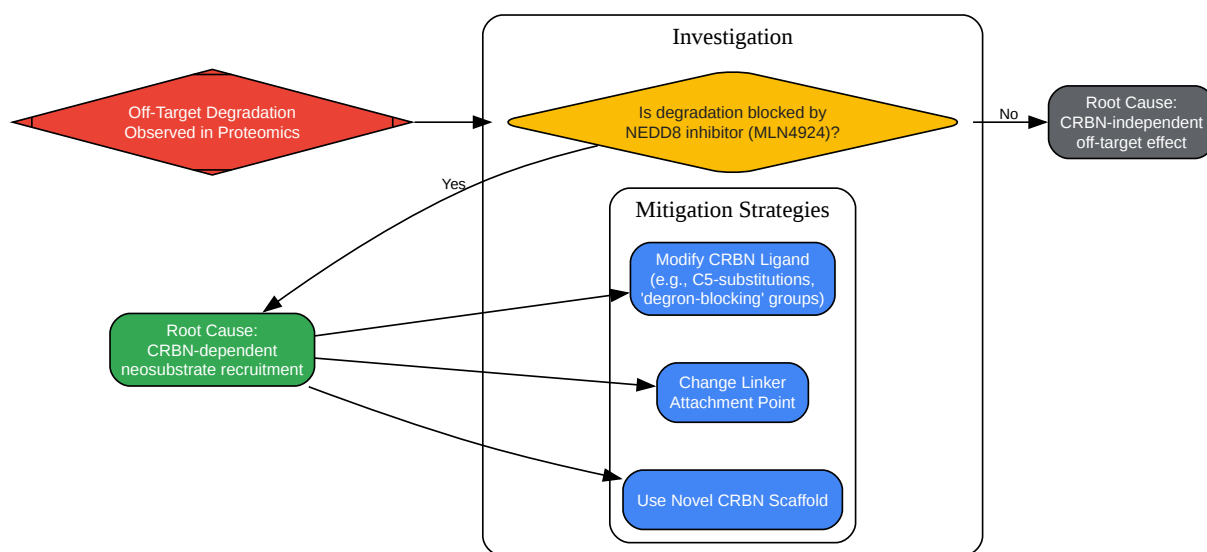 Investigation
Off-Target Degradation
Observed in Proteomics
Is degradation blocked by
NEDD8 inhibitor (MLN4924)?
No
Root Cause:
CRBN-independent
off-target effect
Yes
Mitigation Strategies
Modify CRBN Ligand
(e.g., C5-substitutions,
'degron-blocking' groups)
Root Cause:
CRBN-dependent
neosubstrate recruitment
Change Linker
Attachment Point
Use Novel CRBN Scaffold